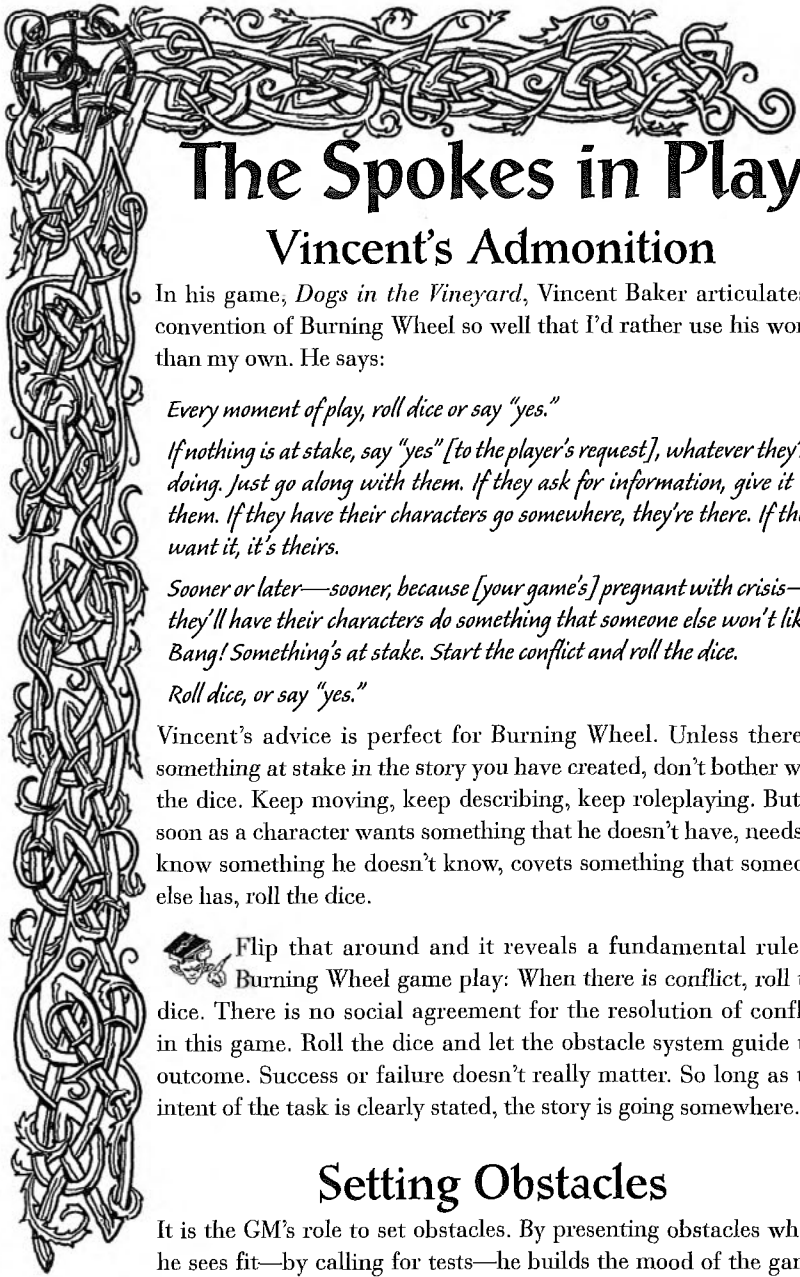 The Spokes in Play
Vincent's Admonition
In his game, Dogs in the Vineyard, Vincent Baker articulate
convention of Burning Wheel so well that I'd rather use his wor
than my own. He says:
Every moment of play, roll dice or say "yes."
If nothing is at stake, say "yes" [to the player's request], whatever they'
doing. Just go along with them. If they ask for information, give it
them. If they have their characters go somewhere, they're there. If the
want it, it's theirs.
Sooner or later—sooner, because [your game's] pregnant with crisis—
they'll have their characters do something that someone else won't lik
Bang! Something's at stake. Start the conflict and roll the dice.
Roll dice, or say "yes."
Vincent's advice is perfect for Burning Wheel. Unless there
something at stake in the story you have created, don't bother w
the dice. Keep moving, keep describing, keep roleplaying. But
soon as a character wants something that he doesn't have, needs
know something he doesn't know, covets something that someo
else has, roll the dice.
Flip that around and it reveals a fundamental rule
Burning Wheel game play: When there is conflict, roll t
dice. There is no social agreement for the resolution of confl
in this game. Roll the dice and let the obstacle system guide t
outcome. Success or failure doesn't really matter. So long as t
intent of the task is clearly stated, the story is going somewhere.
Setting Obstacles
It is the GM's role to set obstacles. By presenting obstacles wh
he sees fit—by calling for tests—he builds the mood of the gam